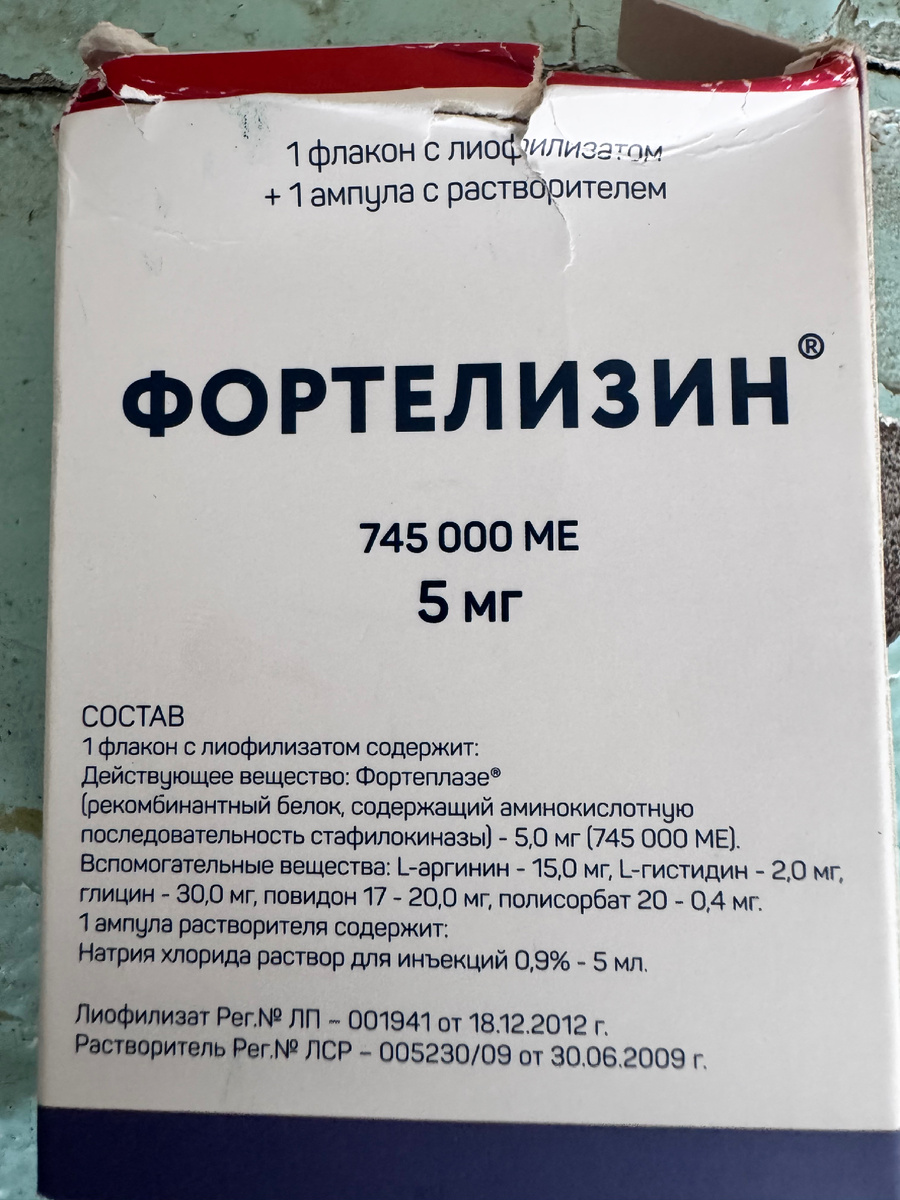 1 флакон с лиофилизатом
+ 1 ампула с растворителем
ФОРТЕЛИЗИН®
745 000 МЕ
5 мг
СОСТАВ
1 флакон с лиофилизатом содержит:
Действующее вещество: Фортеплазе®
(рекомбинантный белок, содержащий аминокислотную
последовательность стафилокиназы) - 5,0 мг (745 000 МЕ).
Вспомогательные вещества: L-аргинин - 15,0 мг, L-гистидин - 2,0 мг,
глицин - 30,0 мг, повидон 17 - 20,0 мг, полисорбат 20 - 0,4 мг.
1 ампула растворителя содержит:
Натрия хлорида раствор для инъекций 0,9% - 5 мл.
Лиофилизат Рег.№ ЛП – 001941 от 18.12.2012 г.
Растворитель Рег.№ ЛСР – 005230/09 от 30.06.2009 г.